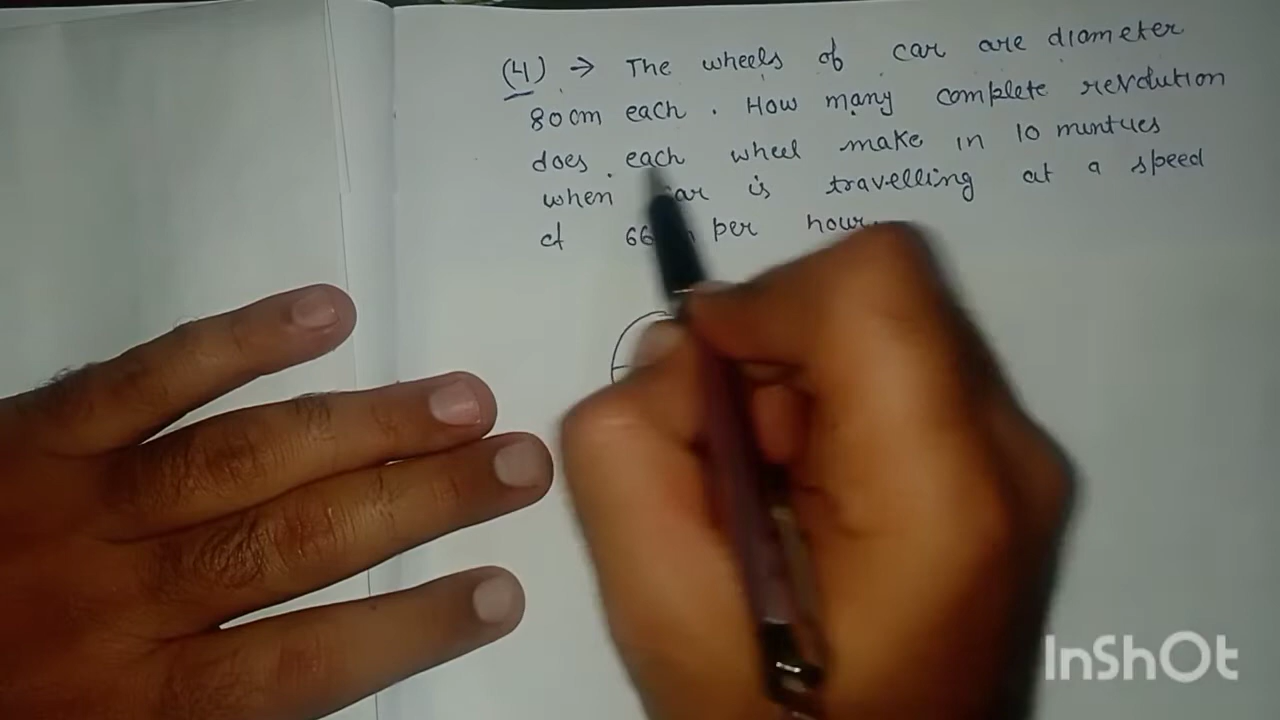 (4) → The wheels of car are diameter
80cm each. How many complete revolution
does each wheel make in 10 muntues
when is travelling at a speed
of per hour
InShOt